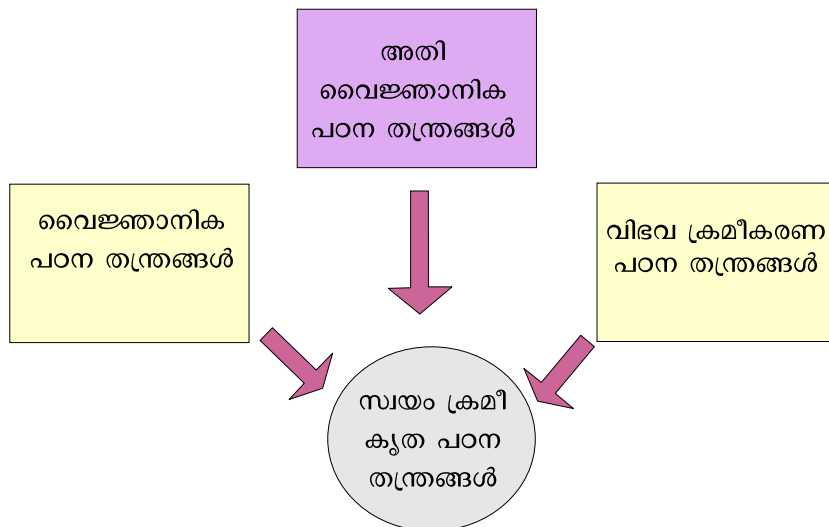 അതി
വൈജ്ഞാനിക
പഠന തന്ത്രങ്ങൾ
വൈജ്ഞാനിക
പഠന തന്ത്രങ്ങൾ
വിഭവ ക്രമീകരണ
പഠന തന്ത്രങ്ങൾ
സ്വയം ക്രമീ
കൃത പഠന
തന്ത്രങ്ങൾ